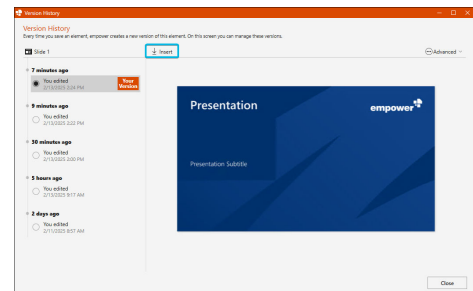 Version History
Version History
Every time you save an element, empower creates a new version of this element. On this screen you can manage these versions.
Slide 1
Insert
Advanced
7 minutes ago
You edited
2/13/2025 2:24 PM
Your
Version
9 minutes ago
You edited
2/13/2025 2:22 PM
30 minutes ago
You edited
2/13/2025 2:00 PM
5 hours ago
You edited
2/13/2025 9:17 AM
2 days ago
You edited
2/11/2025 8:57 AM
Presentation
empower
Presentation Subtitle
Close